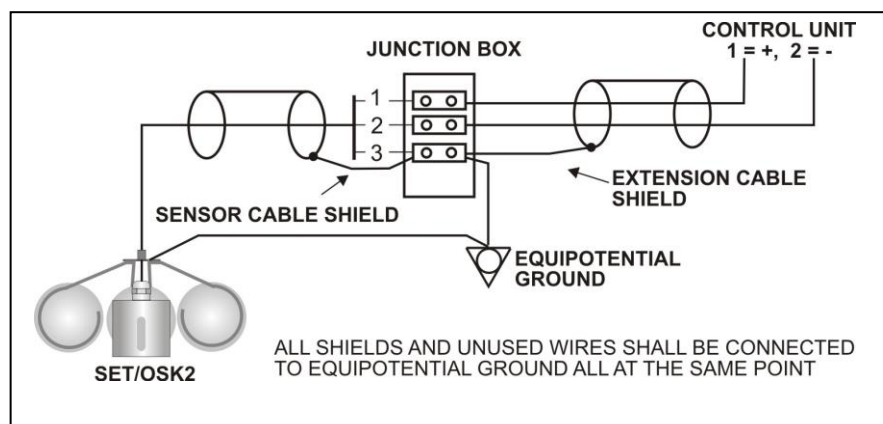 CONTROL UNIT
1 = +, 2 = -
JUNCTION BOX
1
2
3
SENSOR CABLE SHIELD
EXTENSION CABLE
SHIELD
EQUIPOTENTIAL
GROUND
SET/OSK2
ALL SHIELDS AND UNUSED WIRES SHALL BE CONNECTED
TO EQUIPOTENTIAL GROUND ALL AT THE SAME POINT